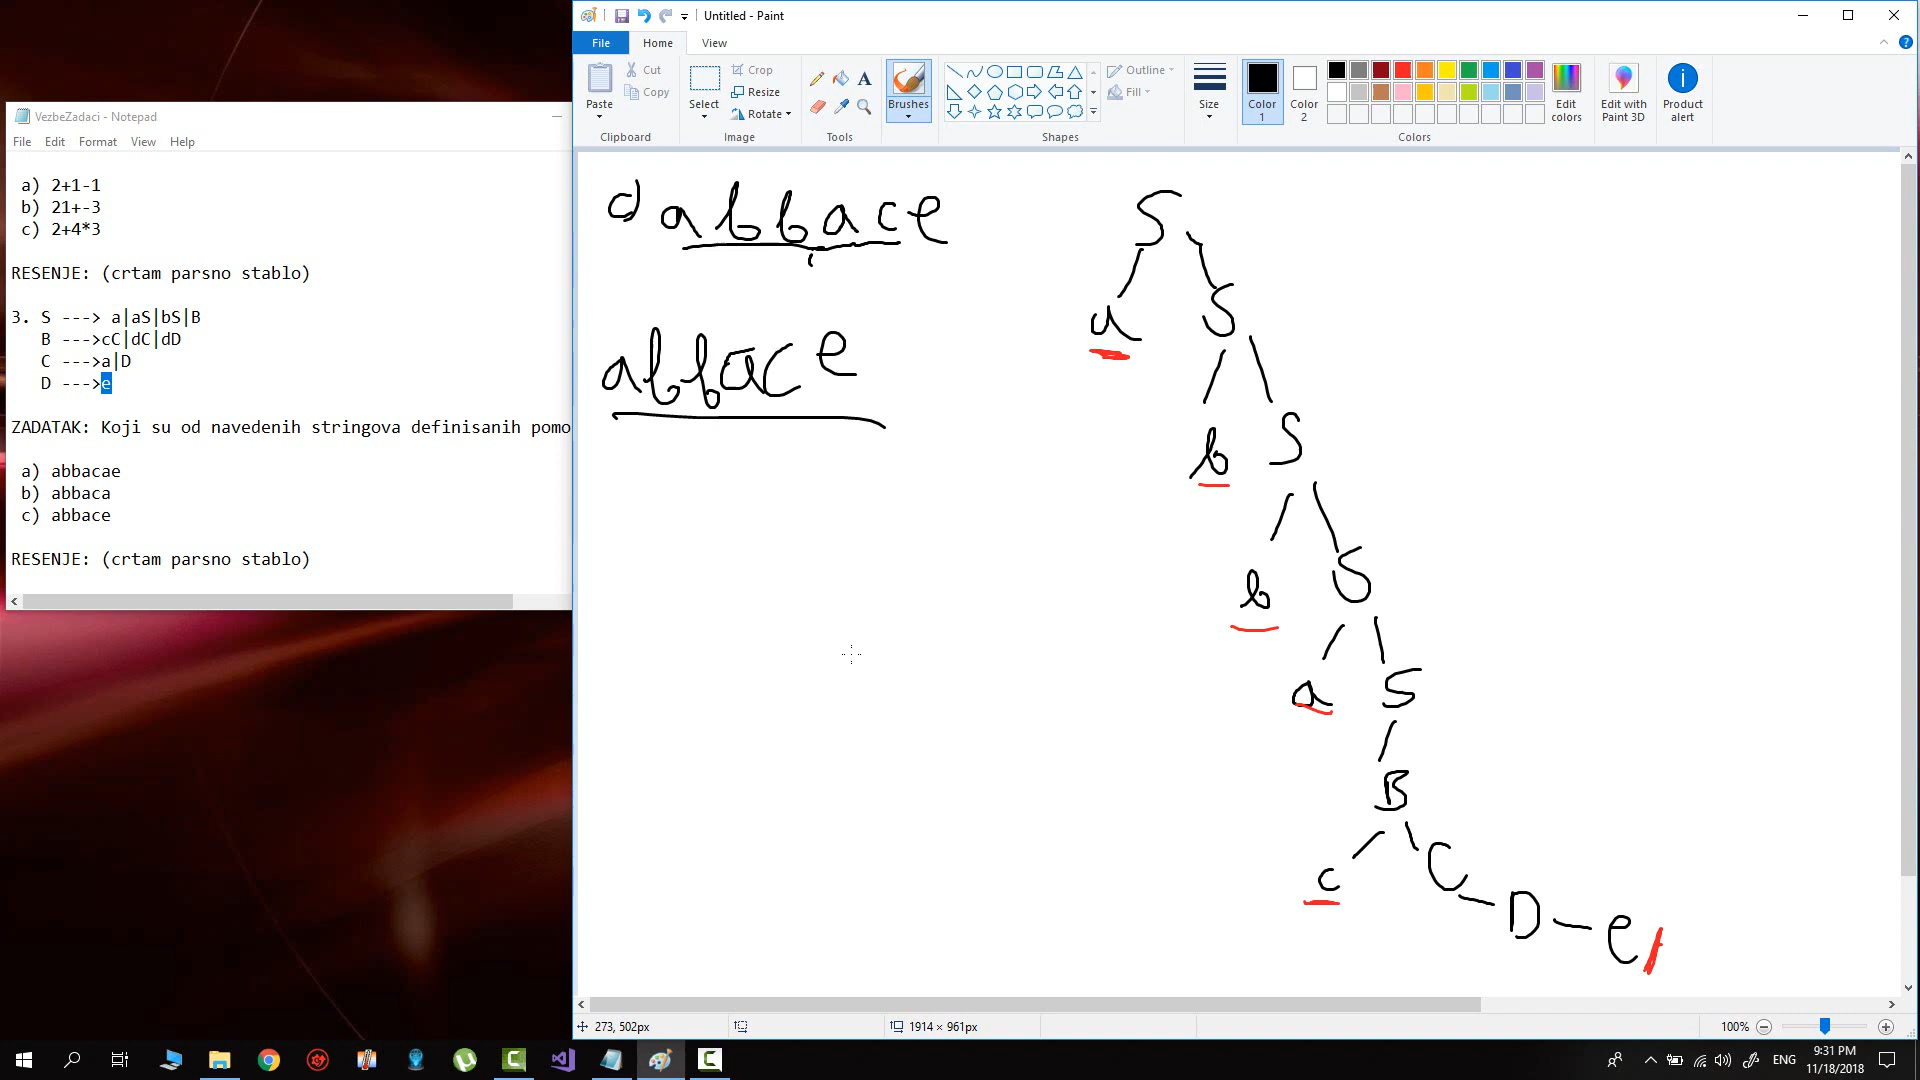 VezbeZadaci - Notepad
File Edit Format View Help
a) 2+1-1
b) 21+-3
c) 2+4*3
RESENJE: (crtam parsno stablo)
3. S ---> a|aS|bS|B
B --->cC|dC|dD
C --->a|D
D --->e
ZADATAK: Koji su od navedenih stringova definisanih pomo
a) abbacae
b) abbaca
c) abbace
RESENJE: (crtam parsno stablo)
Untitled - Paint
File Home View
Paste Cut Copy
Clipboard
Select Crop Resize Rotate
Image
Tools
Brushes
Outline Fill
Shapes
Size
Color 1
Color 2
Edit colors
Colors
Edit with Paint 3D
Product alert
abbace
abbace
S
a S
b S
b S
a S
B
c C D e
273, 502px
1914 × 961px
100%
ENG
9:31 PM
11/18/2018